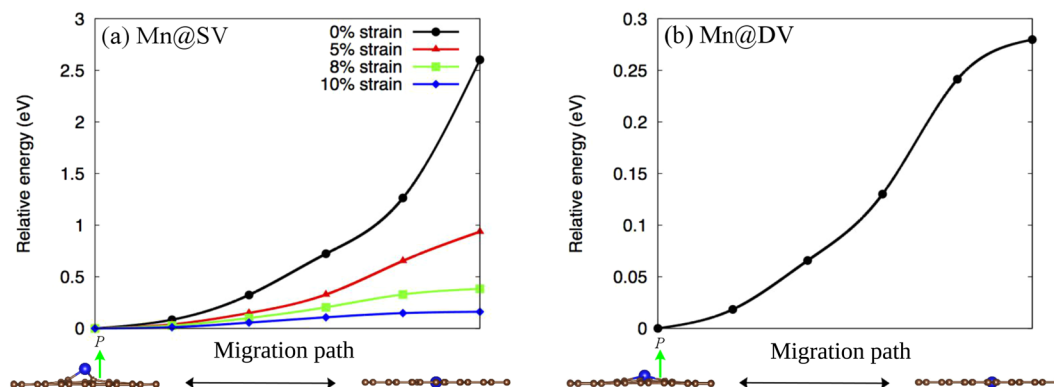 (a) Mn@SV
0% strain
5% strain
8% strain
10% strain
3
2.5
2
1.5
1
0.5
0
Relative energy (eV)
P
Migration path
(b) Mn@DV
0.3
0.25
0.2
0.15
0.1
0.05
0
Relative energy (eV)
P
Migration path